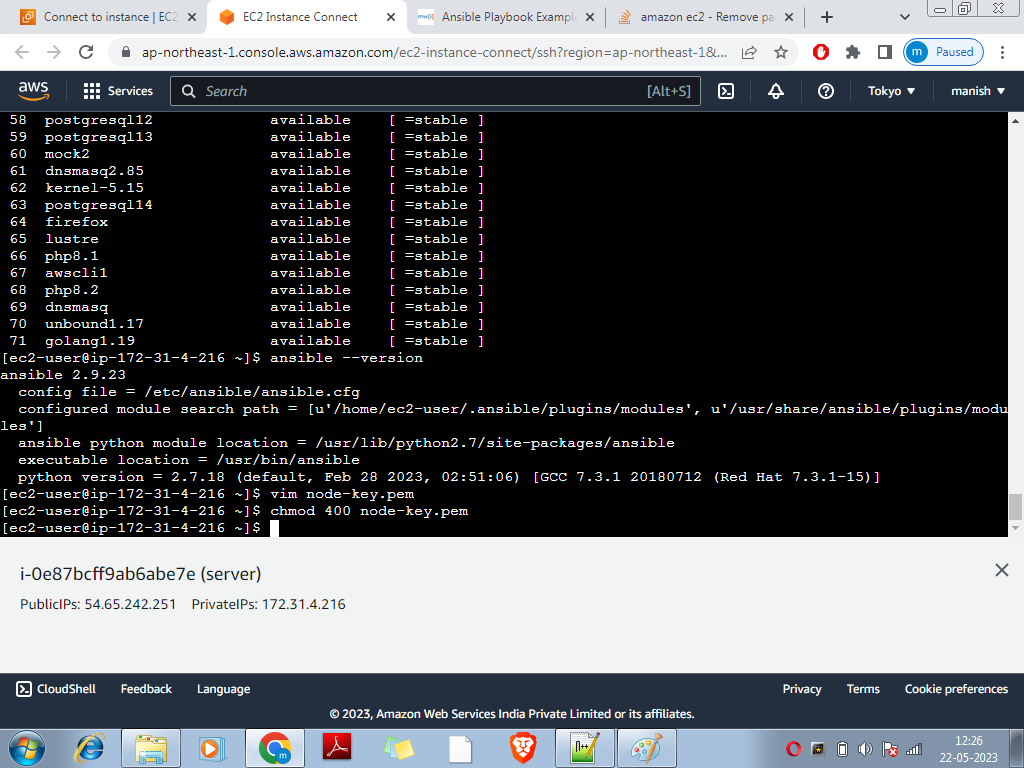 Connect to instance | EC2
EC2 Instance Connect
Ansible Playbook Example
amazon ec2 - Remove pa
ap-northeast-1.console.aws.amazon.com/ec2-instance-connect/ssh?region=ap-northeast-1&...
m Paused
aws
Services
Search
[Alt+S]
Tokyo
manish
58 postgresql12 available [ =stable ]
59 postgresql13 available [ =stable ]
60 mock2 available [ =stable ]
61 dnsmasq2.85 available [ =stable ]
62 kernel-5.15 available [ =stable ]
63 postgresql14 available [ =stable ]
64 firefox available [ =stable ]
65 lustre available [ =stable ]
66 php8.1 available [ =stable ]
67 awscli1 available [ =stable ]
68 php8.2 available [ =stable ]
69 dnsmasq available [ =stable ]
70 unbound1.17 available [ =stable ]
71 golang1.19 available [ =stable ]
[ec2-user@ip-172-31-4-216 ~]$ ansible --version
ansible 2.9.23
config file = /etc/ansible/ansible.cfg
configured module search path = [u'/home/ec2-user/.ansible/plugins/modules', u'/usr/share/ansible/plugins/modu
les']
ansible python module location = /usr/lib/python2.7/site-packages/ansible
executable location = /usr/bin/ansible
python version = 2.7.18 (default, Feb 28 2023, 02:51:06) [GCC 7.3.1 20180712 (Red Hat 7.3.1-15)]
[ec2-user@ip-172-31-4-216 ~]$ vim node-key.pem
[ec2-user@ip-172-31-4-216 ~]$ chmod 400 node-key.pem
[ec2-user@ip-172-31-4-216 ~]$
i-0e87bcff9ab6abe7e (server)
PublicIPs: 54.65.242.251 PrivateIPs: 172.31.4.216
CloudShell
Feedback
Language
Privacy
Terms
Cookie preferences
© 2023, Amazon Web Services India Private Limited or its affiliates.
12:26
22-05-2023